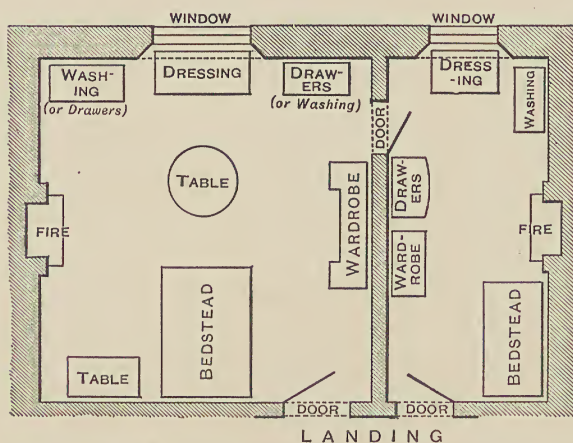 WINDOW
WINDOW
WASH-
ING
(or Drawers)
DRESSING
DRAW-
ERS
(or Washing)
DRESS
-ING
WASHING
DOOR
TABLE
WARDROBE
DRAW-
ERS
FIRE
FIRE
WARD-
ROBE
BEDSTEAD
BEDSTEAD
TABLE
DOOR
DOOR
LANDING